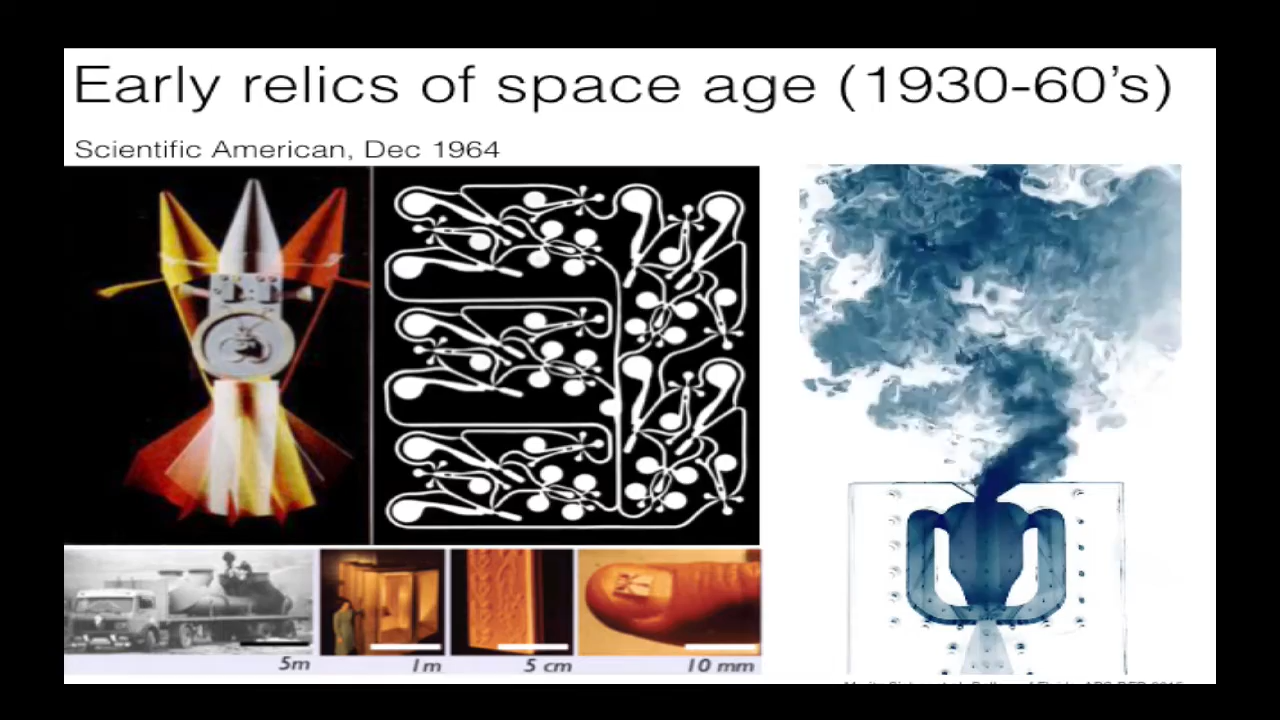 Early relics of space age (1930-60's)
Scientific American, Dec 1964
5m
1m
5 cm
10 mm